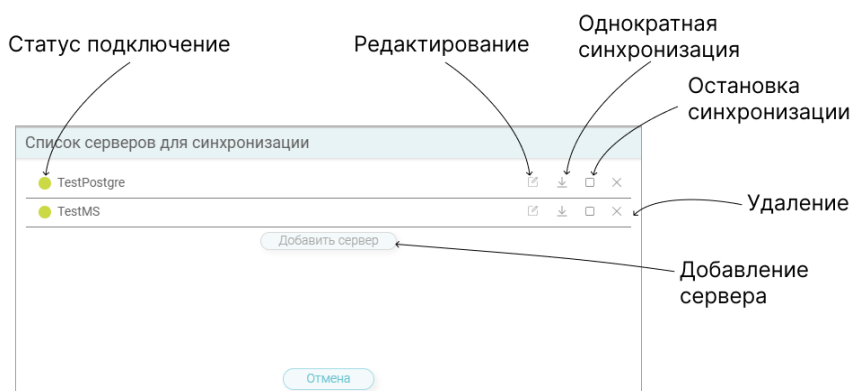 Однократная
синхронизация
Статус подключение
Редактирование
Остановка
синхронизации
Список серверов для синхронизации
TestPostgre
TestMS
Удаление
Добавить сервер
Добавление
сервера
Отмена